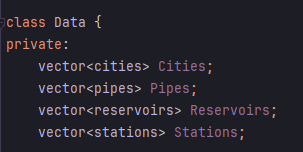 class Data {
private:
    vector<cities> Cities;
    vector<pipes> Pipes;
    vector<reservoirs> Reservoirs;
    vector<stations> Stations;